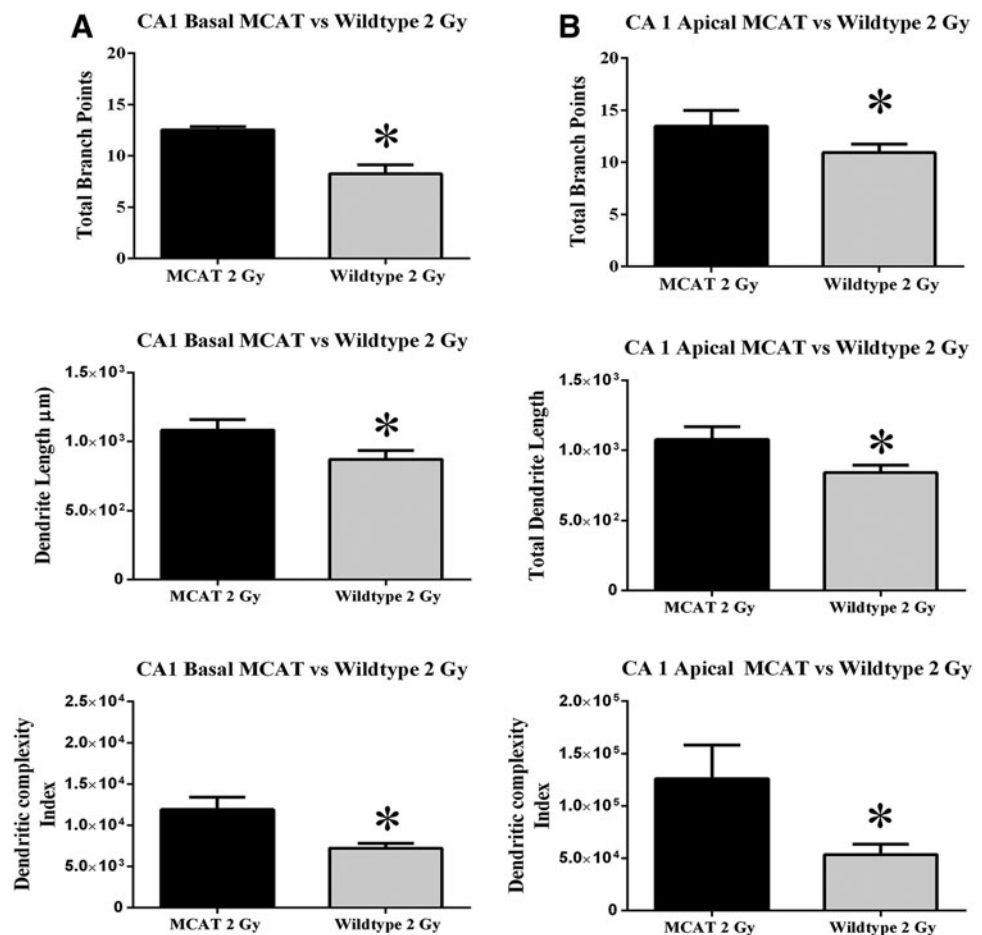 A
CA1 Basal MCAT vs Wildtype 2 Gy
Total Branch Points
20
15
10
5
0
*
MCAT 2 Gy
Wildtype 2 Gy
CA1 Basal MCAT vs Wildtype 2 Gy
Dendrite Length µm)
1.5×10³
1.0×10³
5.0×10²
0
*
MCAT 2 Gy
Wildtype 2 Gy
CA1 Basal MCAT vs Wildtype 2 Gy
Dendritic complexity
Index
2.5×10⁴
2.0×10⁴
1.5×10⁴
1.0×10⁴
5.0×10³
0
*
MCAT 2 Gy
Wildtype 2 Gy
B
CA 1 Apical MCAT vs Wildtype 2 Gy
Total Branch Points
20
15
10
5
0
*
MCAT 2 Gy
Wildtype 2 Gy
CA 1 Apical MCAT vs Wildtype 2 Gy
Total Dendrite Length
1.5×10³
1.0×10³
5.0×10²
0
*
MCAT 2 Gy
Wildtype 2 Gy
CA 1 Apical MCAT vs Wildtype 2 Gy
Dendritic complexity
Index
2.0×10⁵
1.5×10⁵
1.0×10⁵
5.0×10⁴
0
*
MCAT 2 Gy
Wildtype 2 Gy